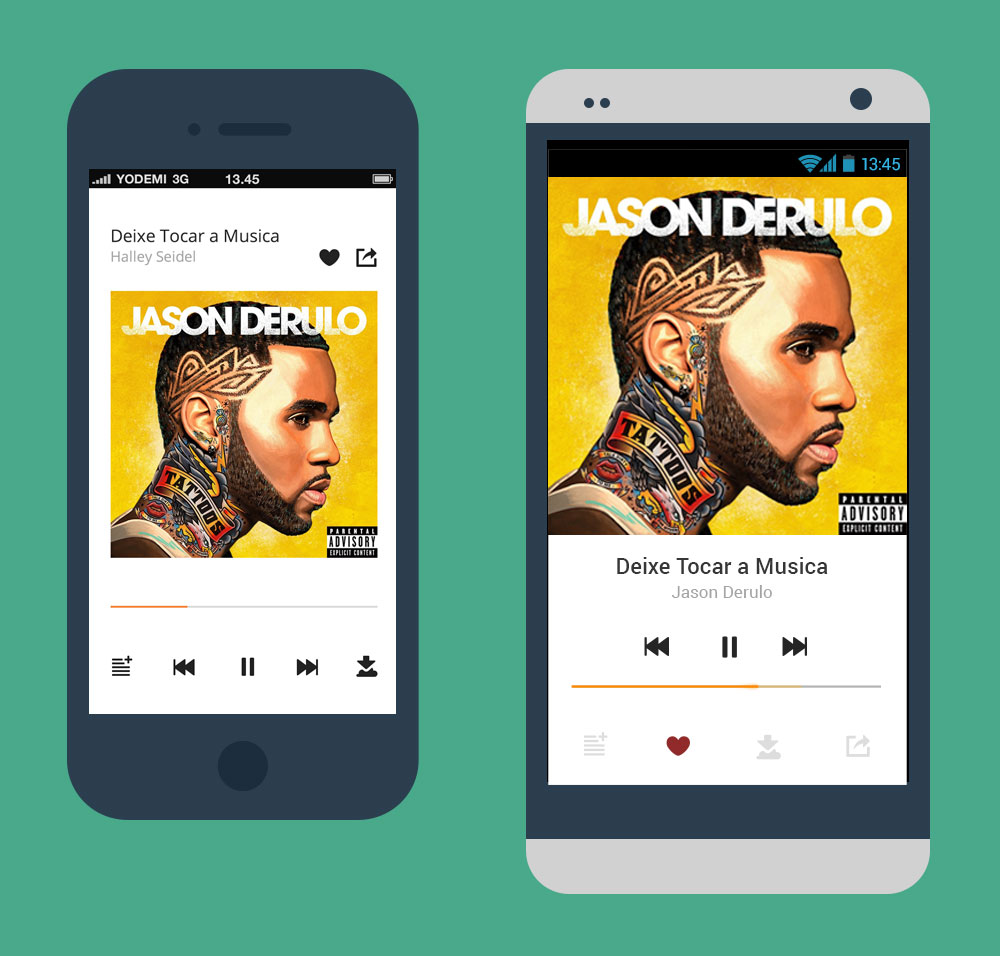 YODEMI 3G 13.45
Deixe Tocar a Musica
Halley Seidel
JASON DERULO
TATTOOS
PARENTAL
ADVISORY
EXPLICIT CONTENT
13:45
JASON DERULO
TATTOOS
PARENTAL
ADVISORY
EXPLICIT CONTENT
Deixe Tocar a Musica
Jason Derulo